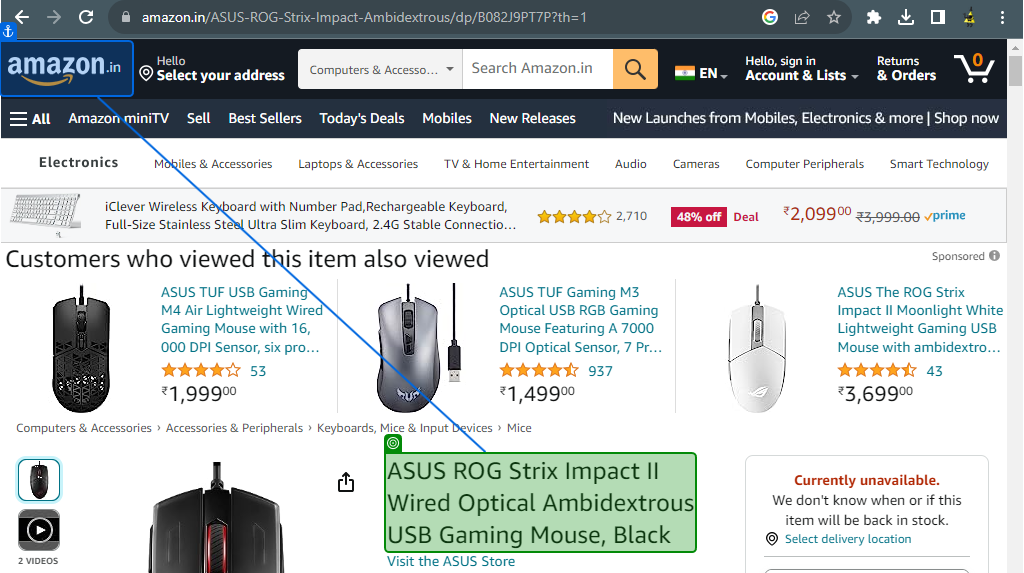 amazon.in/ASUS-ROG-Strix-Impact-Ambidextrous/dp/B082J9PT7P?th=1
amazon.in
Hello
Select your address
Computers & Accesso...
Search Amazon.in
EN
Hello, sign in
Account & Lists
Returns
& Orders
0
All
Amazon miniTV
Sell
Best Sellers
Today's Deals
Mobiles
New Releases
New Launches from Mobiles, Electronics & more | Shop now
Electronics
Mobiles & Accessories
Laptops & Accessories
TV & Home Entertainment
Audio
Cameras
Computer Peripherals
Smart Technology
iClever Wireless Keyboard with Number Pad,Rechargeable Keyboard,
Full-Size Stainless Steel Ultra Slim Keyboard, 2.4G Stable Connectio...
2,710
48% off
Deal
₹2,09900
₹3,999.00
prime
Customers who viewed this item also viewed
Sponsored
ASUS TUF USB Gaming
M4 Air Lightweight Wired
Gaming Mouse with 16,
000 DPI Sensor, six pro...
53
₹1,99900
ASUS TUF Gaming M3
Optical USB RGB Gaming
Mouse Featuring A 7000
DPI Optical Sensor, 7 Pr...
937
₹1,49900
ASUS The ROG Strix
Impact II Moonlight White
Lightweight Gaming USB
Mouse with ambidextro...
43
₹3,69900
Computers & Accessories › Accessories & Peripherals › Keyboards, Mice & Input Devices › Mice
ASUS ROG Strix Impact II
Wired Optical Ambidextrous
USB Gaming Mouse, Black
Visit the ASUS Store
2 VIDEOS
Currently unavailable.
We don't know when or if this
item will be back in stock.
Select delivery location